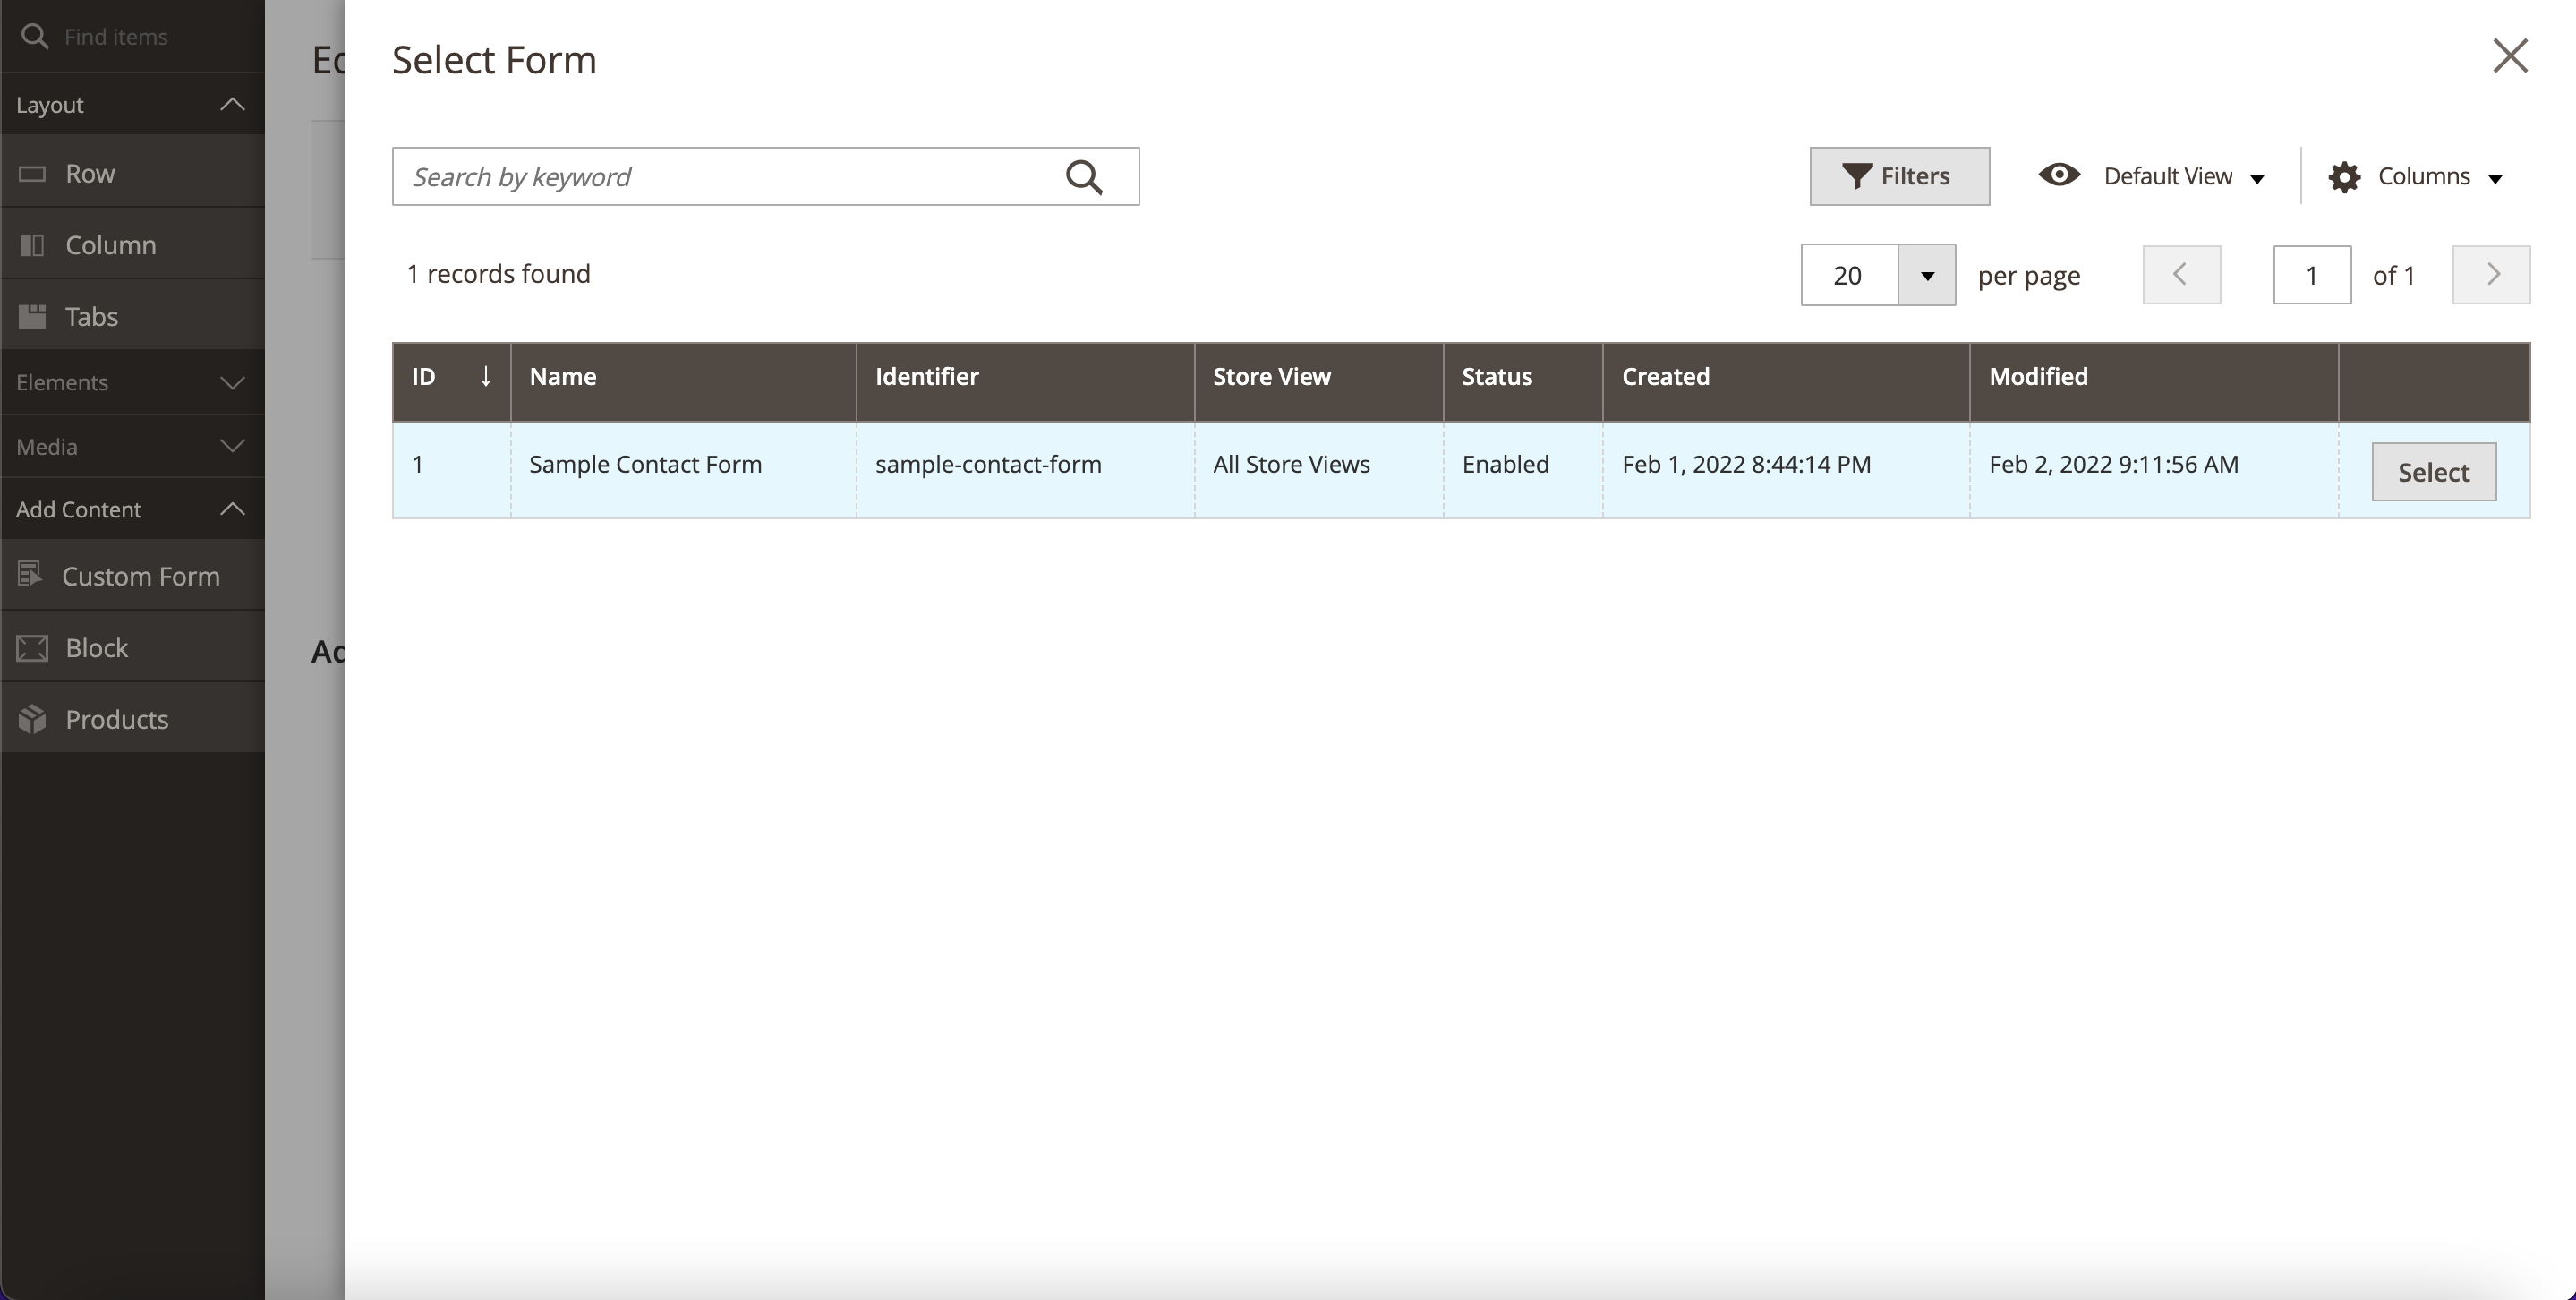 Find items
Layout
Row
Column
Tabs
Elements
Media
Add Content
Custom Form
Block
Products
Select Form
Search by keyword
Filters Default View Columns
1 records found 20 per page 1 of 1
ID Name Identifier Store View Status Created Modified
1 Sample Contact Form sample-contact-form All Store Views Enabled Feb 1, 2022 8:44:14 PM Feb 2, 2022 9:11:56 AM Select